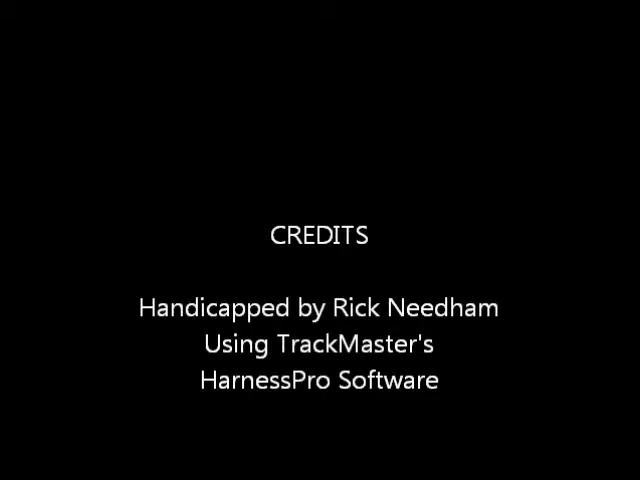 CREDITS
Handicapped by Rick Needham
Using TrackMaster's
HarnessPro Software